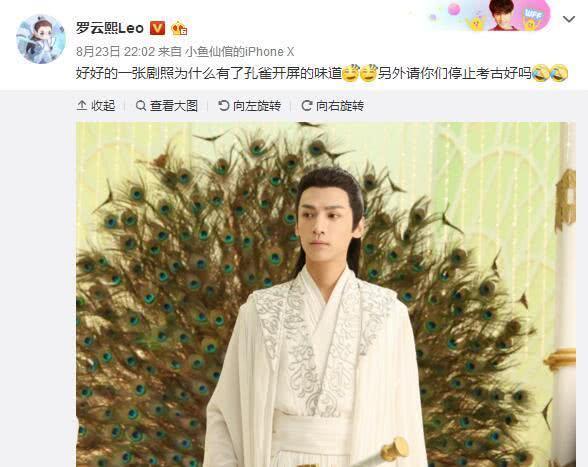 罗云熙Leo
WFF
8月23日 22:02 来自 小鱼仙倌的iPhone X
好好的一张剧照为什么有了孔雀开屏的味道另外请你们停止考古好吗
收起 查看大图 向左旋转 向右旋转